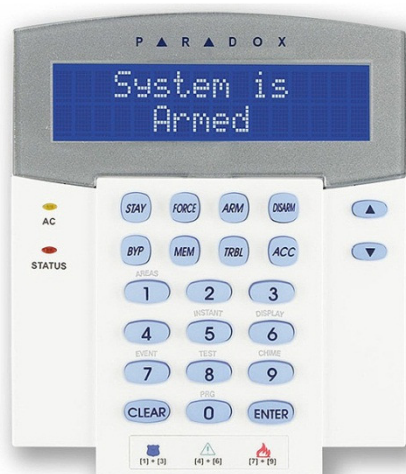 PARADOX
System is
Armed
AC
STATUS
STAY FORCE ARM DISARM
BYP MEM TRBL ACC
AREAS
1 2 3
INSTANT DISPLAY
4 5 6
EVENT TEST CHIME
7 8 9
PRG
CLEAR 0 ENTER
[1] + [3] [4] + [6] [7] + [9]